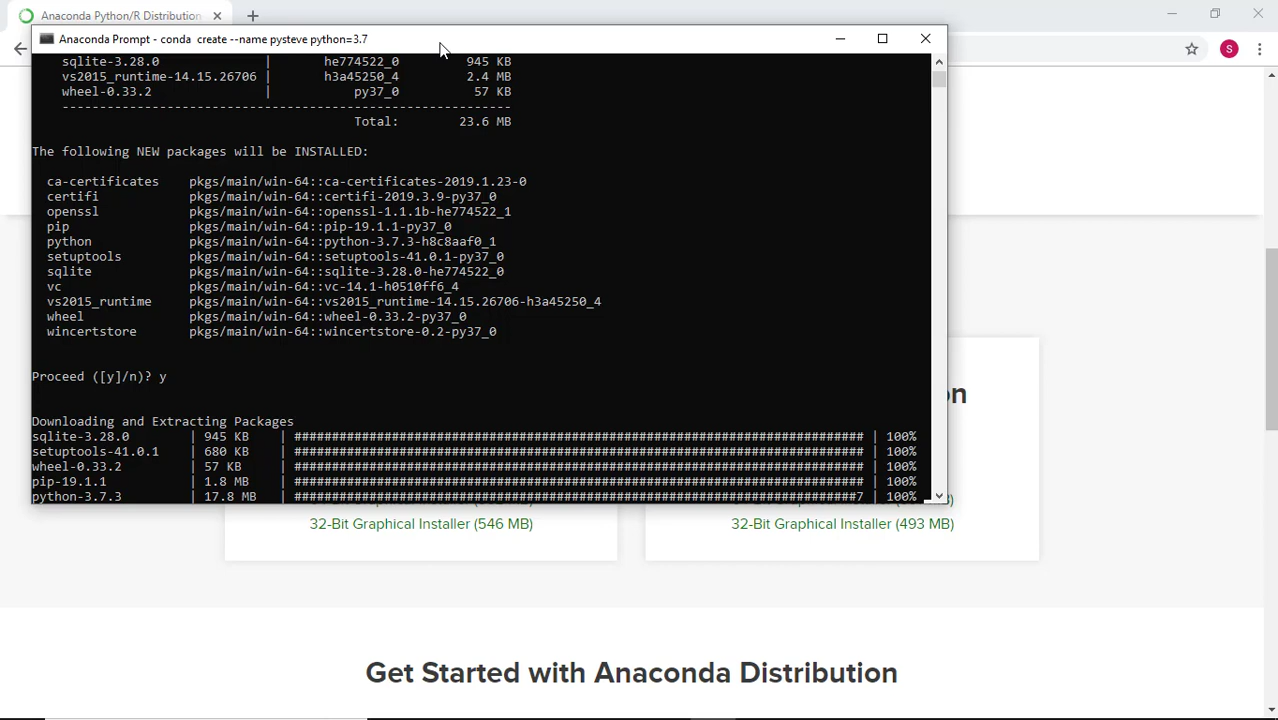 Anaconda Python/R Distribution
Anaconda Prompt - conda  create --name pysteve python=3.7
S
sqlite-3.28.0              |       he774522_0         945 KB
vs2015_runtime-14.15.26706 |       h3a45250_4         2.4 MB
wheel-0.33.2               |           py37_0          57 KB
------------------------------------------------------------
Total:        23.6 MB
The following NEW packages will be INSTALLED:
ca-certificates    pkgs/main/win-64::ca-certificates-2019.1.23-0
certifi            pkgs/main/win-64::certifi-2019.3.9-py37_0
openssl            pkgs/main/win-64::openssl-1.1.1b-he774522_1
pip                pkgs/main/win-64::pip-19.1.1-py37_0
python             pkgs/main/win-64::python-3.7.3-h8c8aaf0_1
setuptools         pkgs/main/win-64::setuptools-41.0.1-py37_0
sqlite             pkgs/main/win-64::sqlite-3.28.0-he774522_0
vc                 pkgs/main/win-64::vc-14.1-h0510ff6_4
vs2015_runtime     pkgs/main/win-64::vs2015_runtime-14.15.26706-h3a45250_4
wheel              pkgs/main/win-64::wheel-0.33.2-py37_0
wincertstore       pkgs/main/win-64::wincertstore-0.2-py37_0
Proceed ([y]/n)? y
Downloading and Extracting Packages
sqlite-3.28.0        | 945 KB    | ############################################################################ | 100%
setuptools-41.0.1    | 680 KB    | ############################################################################ | 100%
wheel-0.33.2         | 57 KB     | ############################################################################ | 100%
pip-19.1.1           | 1.8 MB    | ############################################################################ | 100%
python-3.7.3         | 17.8 MB   | ###########################################################################7 | 100%
32-Bit Graphical Installer (546 MB)
32-Bit Graphical Installer (493 MB)
Get Started with Anaconda Distribution